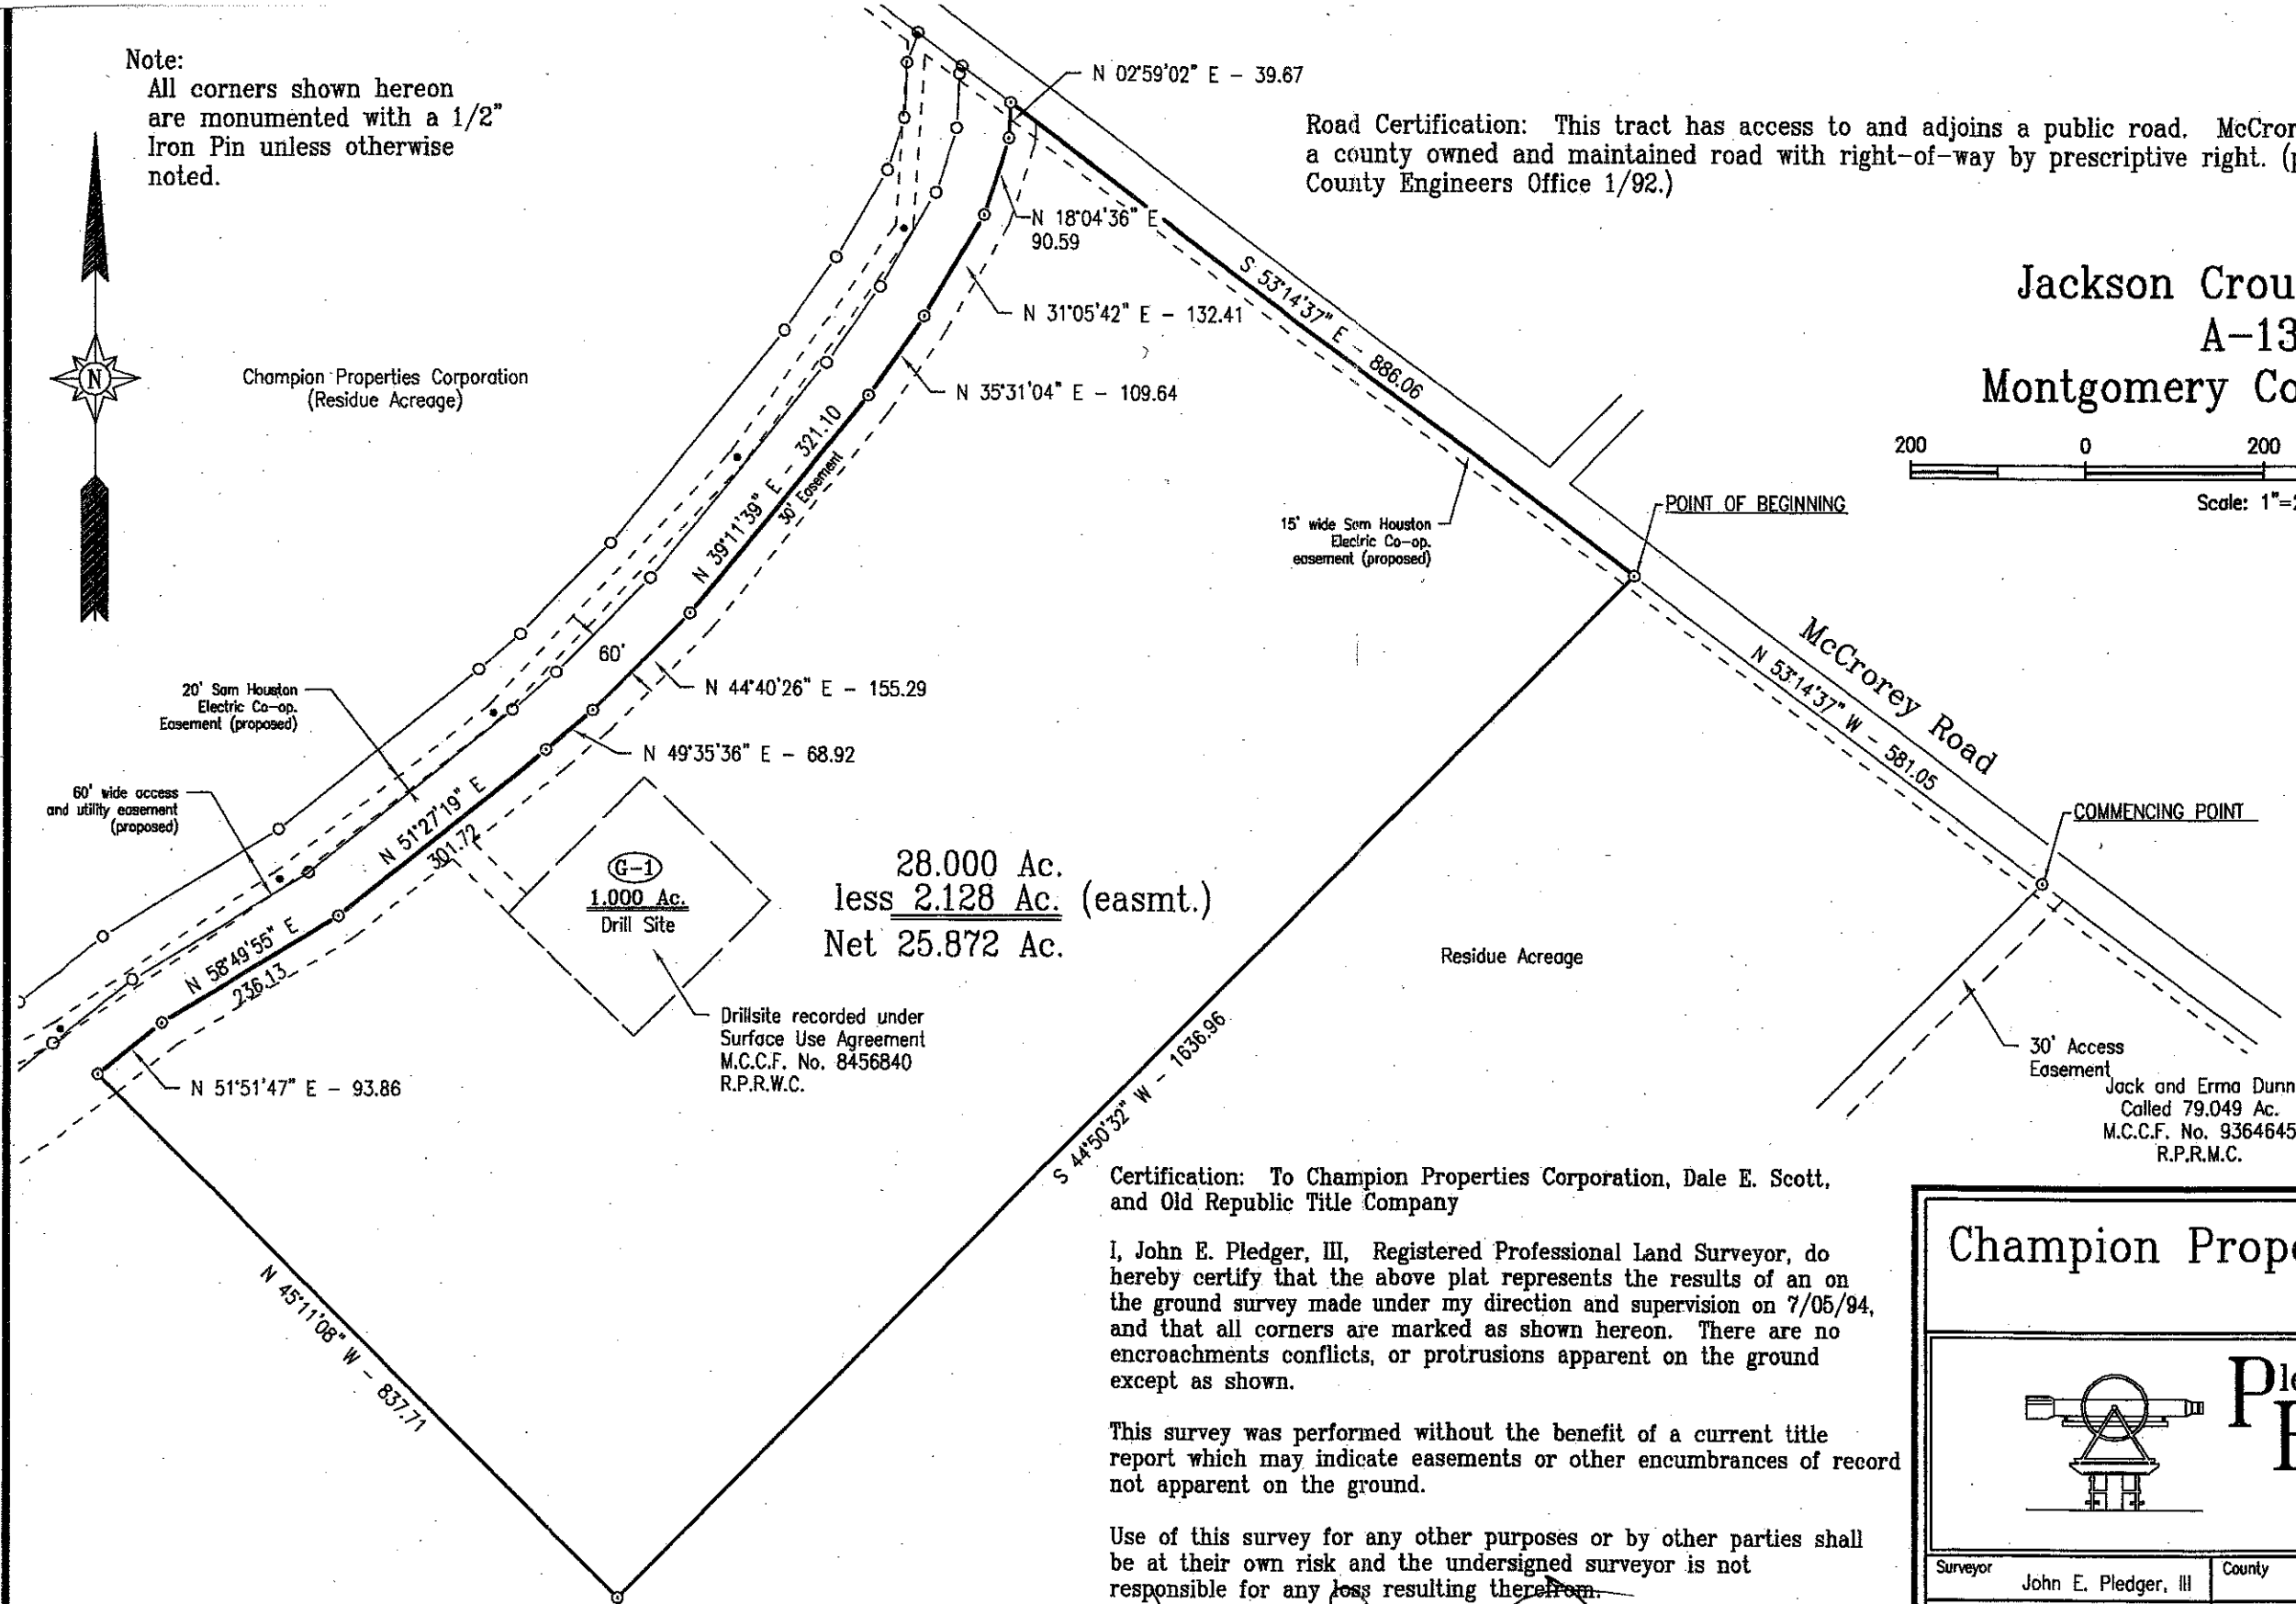 Note:
All corners shown hereon
are monumented with a 1/2"
Iron Pin unless otherwise
noted.
N 02°59'02" E - 39.67
Road Certification: This tract has access to and adjoins a public road. McCror
a county owned and maintained road with right-of-way by prescriptive right. (
County Engineers Office 1/92.)
N 18°04'36" E
90.59
S 53°14'37" E - 886.06
N 31°05'42" E - 132.41
Jackson Crou
A-13
Montgomery Co
N
Champion Properties Corporation
(Residue Acreage)
N 35°31'04" E - 109.64
200 0 200
Scale: 1"=2
N 39°11'39" E - 321.10
30' Easement
POINT OF BEGINNING
15' wide Sam Houston
Electric Co-op.
easement (proposed)
60'
McCrorey Road
N 53°14'37" W - 581.05
20' Sam Houston
Electric Co-op.
Easement (proposed)
N 44°40'26" E - 155.29
N 49°35'36" E - 68.92
60' wide access
and utility easement
(proposed)
N 51°27'19" E
301.72
COMMENCING POINT
G-1
1.000 Ac.
Drill Site
28.000 Ac.
less 2.128 Ac. (easmt.)
Net 25.872 Ac.
N 58°49'55" E
236.13
Residue Acreage
Drillsite recorded under
Surface Use Agreement
M.C.C.F. No. 8456840
R.P.R.W.C.
N 51°51'47" E - 93.86
S 44°50'32" W - 1636.96
30' Access
Easement
Jack and Erma Dunn
Called 79.049 Ac.
M.C.C.F. No. 9364645
R.P.R.M.C.
N 45°11'08" W - 837.71
Certification: To Champion Properties Corporation, Dale E. Scott,
and Old Republic Title Company
I, John E. Pledger, III, Registered Professional Land Surveyor, do
hereby certify that the above plat represents the results of an on
the ground survey made under my direction and supervision on 7/05/94,
and that all corners are marked as shown hereon. There are no
encroachments conflicts, or protrusions apparent on the ground
except as shown.
This survey was performed without the benefit of a current title
report which may indicate easements or other encumbrances of record
not apparent on the ground.
Use of this survey for any other purposes or by other parties shall
be at their own risk and the undersigned surveyor is not
responsible for any loss resulting therefrom.
Champion Prope
Ple
Surveyor
John E. Pledger, III
County